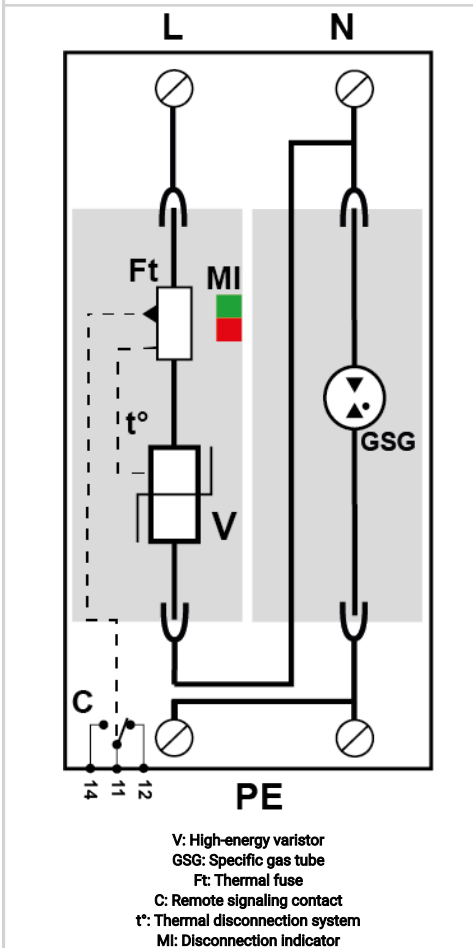 L N
Ft MI
t°
GSG
V
C
14 11 12
PE
V: High-energy varistor
GSG: Specific gas tube
Ft: Thermal fuse
C: Remote signaling contact
t°: Thermal disconnection system
MI: Disconnection indicator